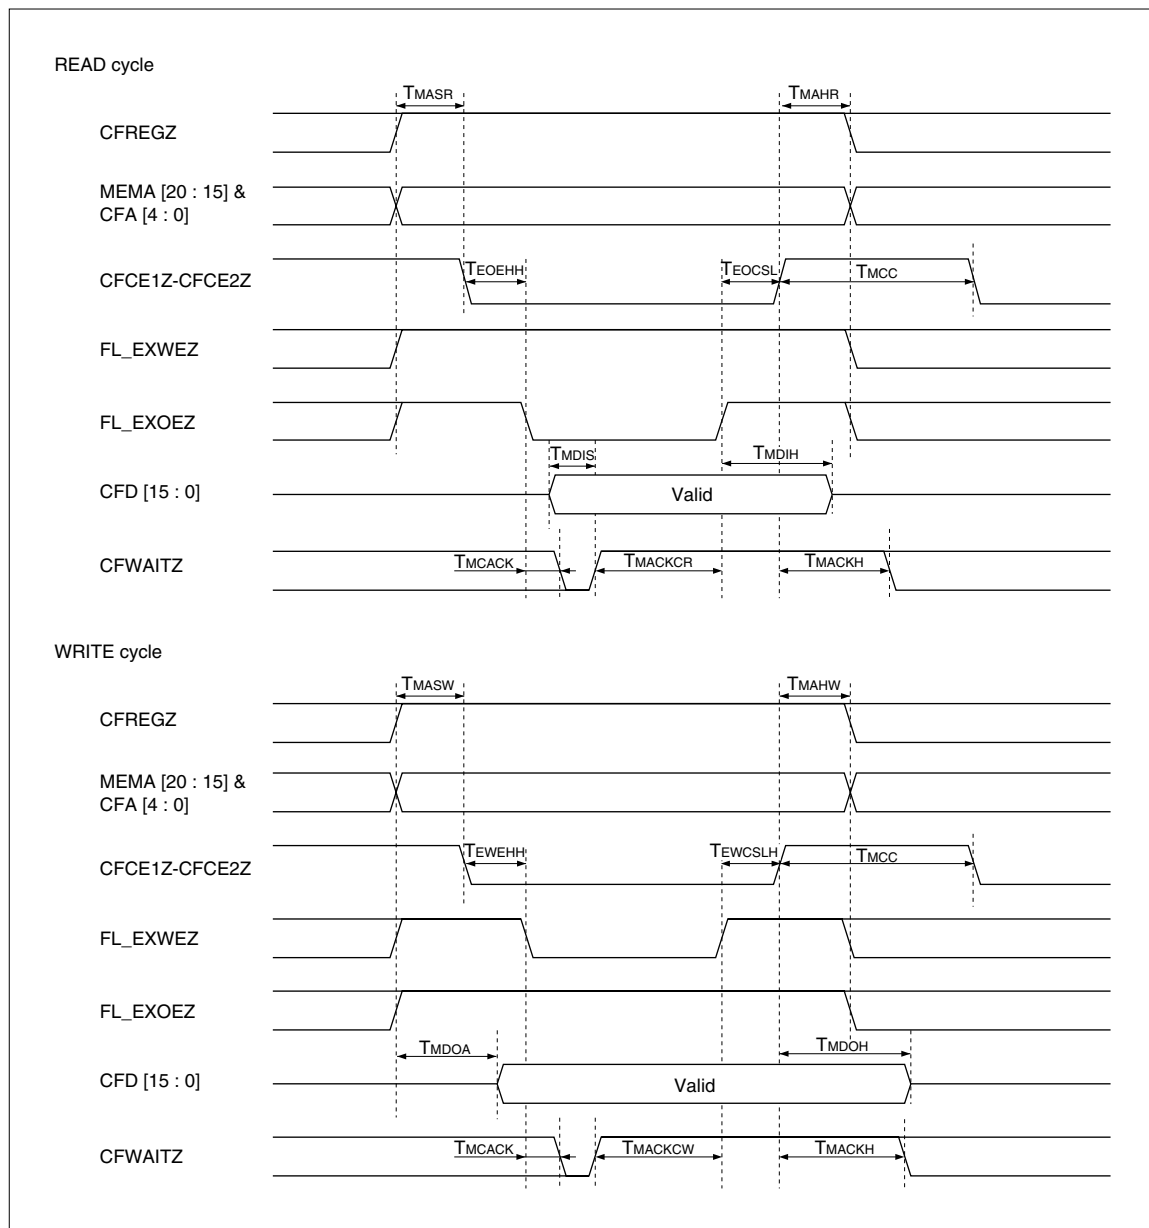 READ cycle
TMASR TMAHR
CFREGZ
MEMA [20 : 15] &
CFA [4 : 0]
TEOEHH TEOCSL TMCC
CFCE1Z-CFCE2Z
FL_EXWEZ
FL_EXOEZ
TMDIS TMDIH
CFD [15 : 0] Valid
CFWAITZ TMCACK TMACKCR TMACKH
WRITE cycle
TMASW TMAHW
CFREGZ
MEMA [20 : 15] &
CFA [4 : 0]
TEWEHH TEWCSLH TMCC
CFCE1Z-CFCE2Z
FL_EXWEZ
FL_EXOEZ
TMDOA TMDOH
CFD [15 : 0] Valid
CFWAITZ TMCACK TMACKCW TMACKH